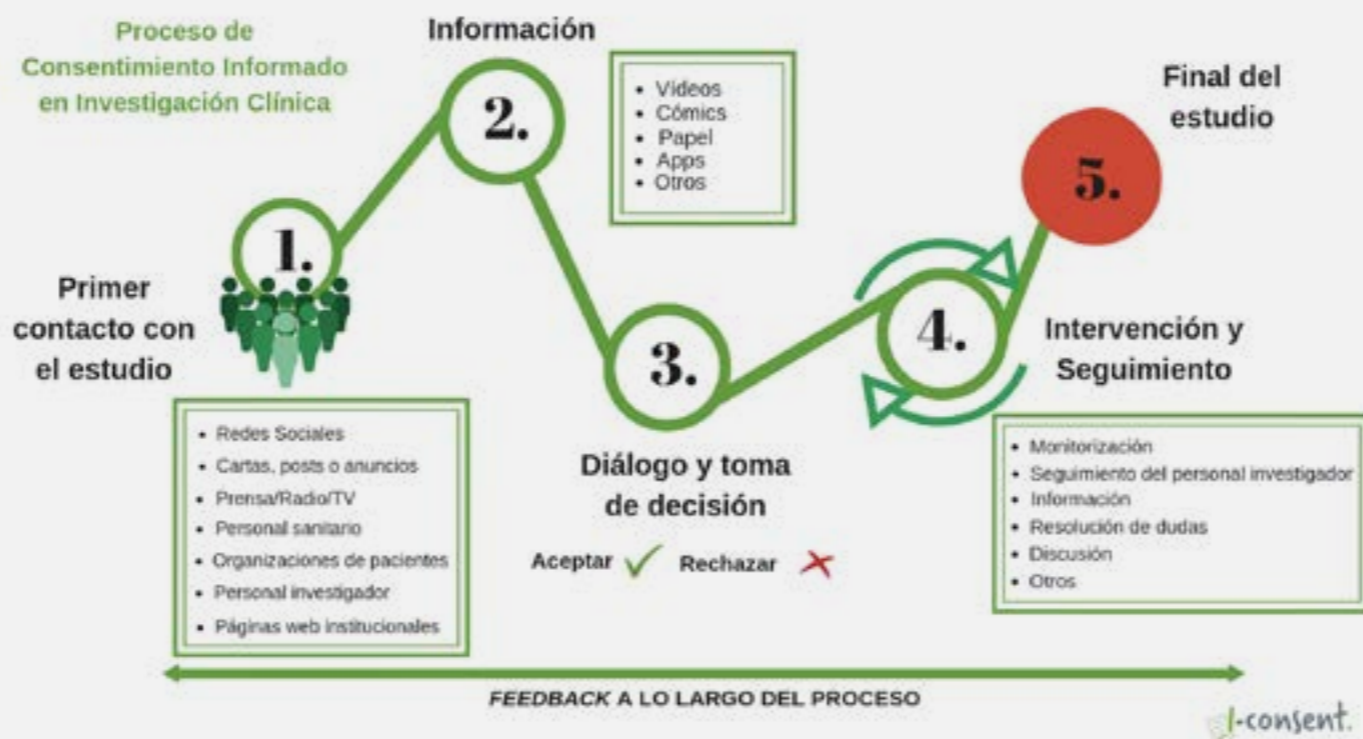 Proceso de
Consentimiento Informado
en Investigación Clínica
1.
Primer
contacto con
el estudio
• Redes Sociales
• Cartas, posts o anuncios
• Prensa/Radio/TV
• Personal sanitario
• Organizaciones de pacientes
• Personal investigador
• Páginas web institucionales
2.
Información
• Vídeos
• Cómics
• Papel
• Apps
• Otros
3.
Diálogo y toma
de decisión
Aceptar Rechazar
4.
Intervención y
Seguimiento
• Monitorización
• Seguimiento del personal investigador
• Información
• Resolución de dudas
• Discusión
• Otros
5.
Final del
estudio
FEEDBACK A LO LARGO DEL PROCESO
i-consent.